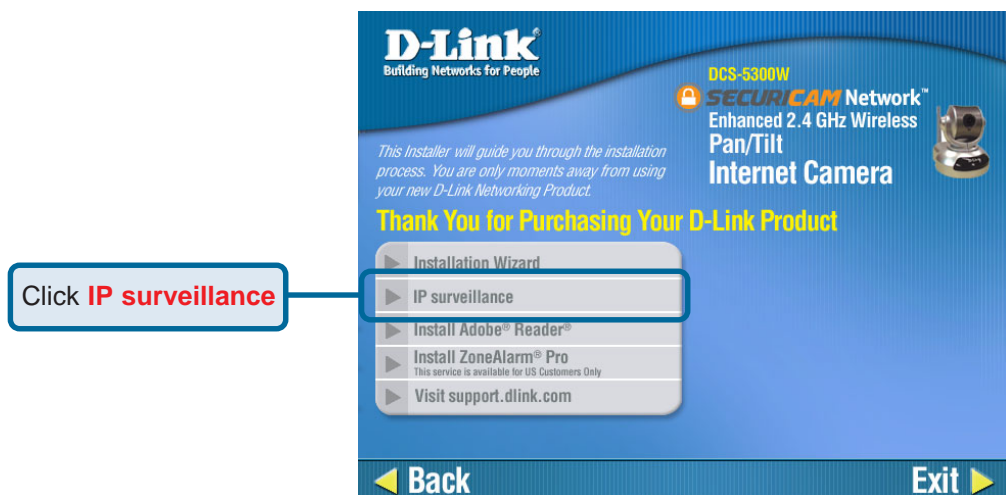 D-Link®
Building Networks for People
DCS-5300W
SECURICAM Network™
Enhanced 2.4 GHz Wireless
Pan/Tilt
Internet Camera
This Installer will guide you through the installation
process. You are only moments away from using
your new D-Link Networking Product.
Thank You for Purchasing Your D-Link Product
Installation Wizard
Click IP surveillance
IP surveillance
Install Adobe® Reader®
Install ZoneAlarm® Pro
This service is available for US Customers Only
Visit support.dlink.com
Back
Exit